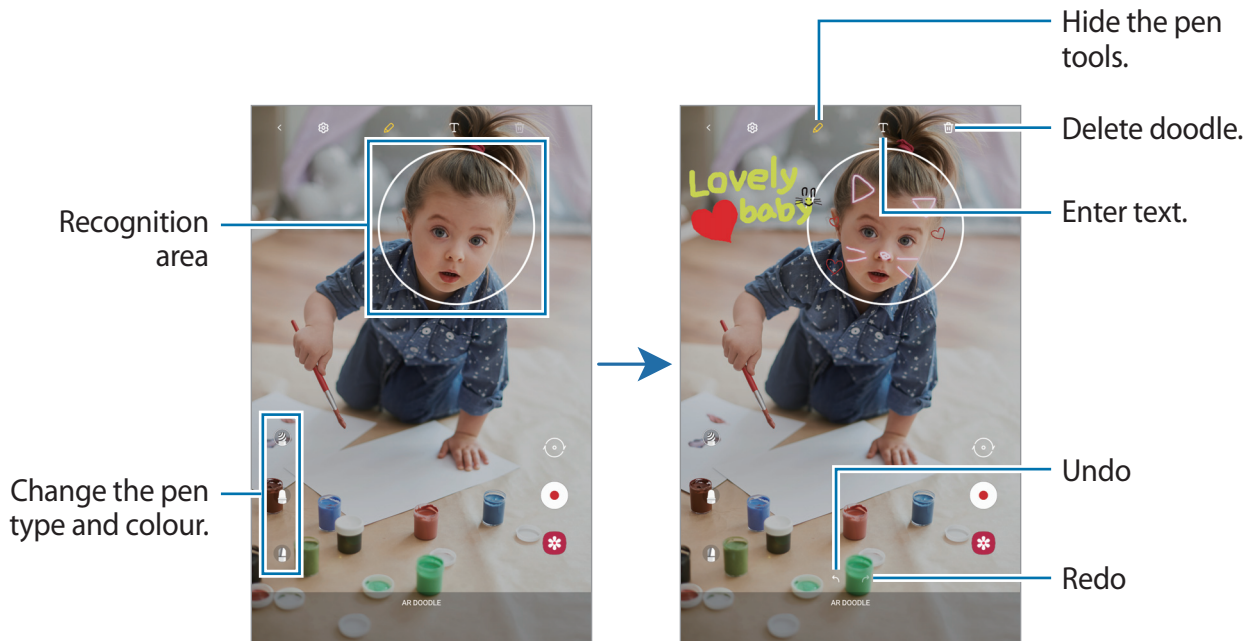 Hide the pen
tools.
Delete doodle.
Enter text.
Recognition
area
T
T
Lovely
baby
Change the pen
type and colour.
Undo
Redo
AR DOODLE
AR DOODLE